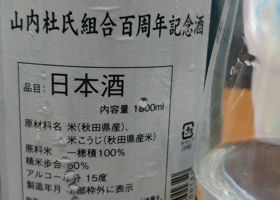 山内杜氏組合百周年記念酒
品目: 日本酒
内容量 1800ml
原材料名 米(秋田県産)、
米こうじ(秋田県産米)
原料米 一穂積100%
精米歩合 50%
アルコール分 15度
製造年月 上部枠外に表示